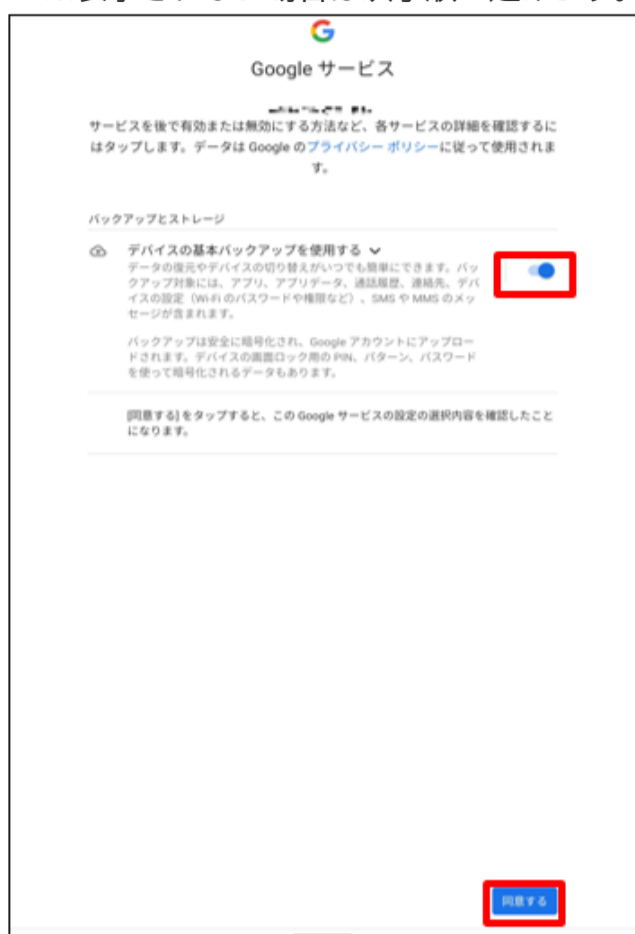 Google サービス
サービスを後で有効または無効にする方法など、各サービスの詳細を確認するに
はタップします。データは Google のプライバシー ポリシーに従って使用されま
す。
バックアップとストレージ
デバイスの基本バックアップを使用する
データの復元やデバイスの切り替えがいつでも簡単にできます。バッ
クアップ対象には、アプリ、アプリデータ、通話履歴、連絡先、デバ
イスの設定（Wi-Fi のパスワードや権限など）、SMS や MMS のメッ
セージが含まれます。
バックアップは安全に暗号化され、Google アカウントにアップロー
ドされます。デバイスの画面ロック用の PIN、パターン、パスワード
を使って暗号化されるデータもあります。
[同意する] をタップすると、この Google サービスの設定の選択内容を確認したこと
になります。
同意する